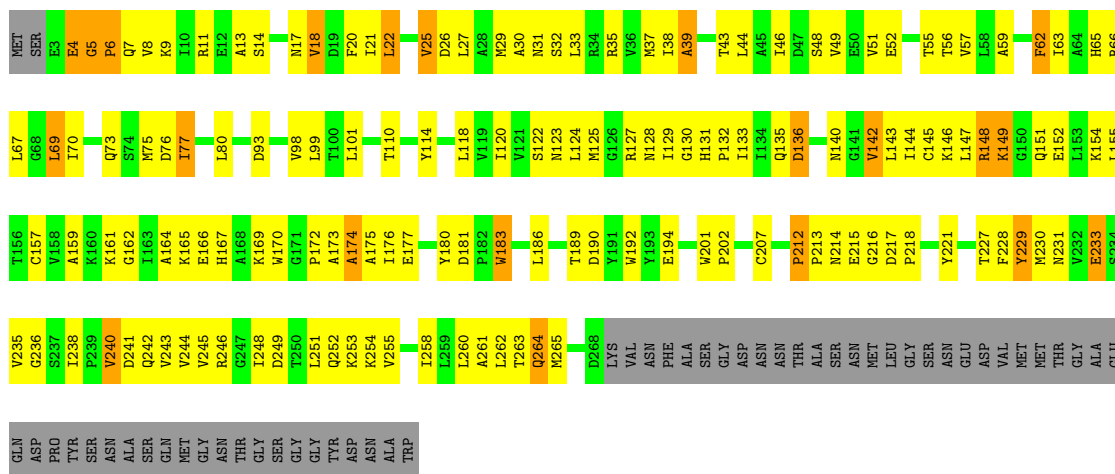 MET SER E3 E4 G5 P6 Q7 V8 K9 I10 R11 E12 A13 S14 N17 V18 D19 F20 I21 L22 V25 D26 L27 A28 M29 A30 N31 S32 L33 R34 R35 V36 M37 I38 A39 T43 L44 A45 I46 D47 S48 V49 E50 V51 E52 T55 T56 V57 L58 A59 F62 I63 A64 H65 R66
L67 G68 L69 I70 Q73 S74 M75 D76 I77 L80 D93 V98 L99 T100 L101 T110 Y114 L118 V119 I120 V121 S122 N123 L124 M125 G126 R127 N128 I129 G130 H131 P132 I133 I134 Q135 D136 N140 G141 V142 L143 I144 C145 K146 L147 R148 K149 G150 Q151 E152 L153 K154 L155
T156 C157 V158 A159 K160 K161 G162 I163 A164 K165 E166 H167 A168 K169 W170 G171 P172 A173 A174 A175 I176 E177 Y180 D181 P182 W183 L186 T189 D190 Y191 W192 Y193 E194 W201 P202 C207 P212 P213 N214 E215 G216 D217 P218 Y221 T227 F228 Y229 M230 N231 V232 E233 S234
V235 G236 S237 I238 P239 V240 D241 Q242 V243 V244 V245 R246 G247 I248 D249 T250 L251 Q252 K253 K254 V255 I258 L259 L260 A261 L262 T263 Q264 M265 D268 LYS VAL ASN PHE ALA SER GLY ASP ASN ASN THR ALA SER ASN MET LEU GLY SER ASN GLU ASP VAL MET MET THR GLY ALA GLU
GLN ASP PRO TYR SER ASN ALA SER GLN MET GLY ASN THR GLY SER GLY GLY TYR ASP ASN ALA TRP